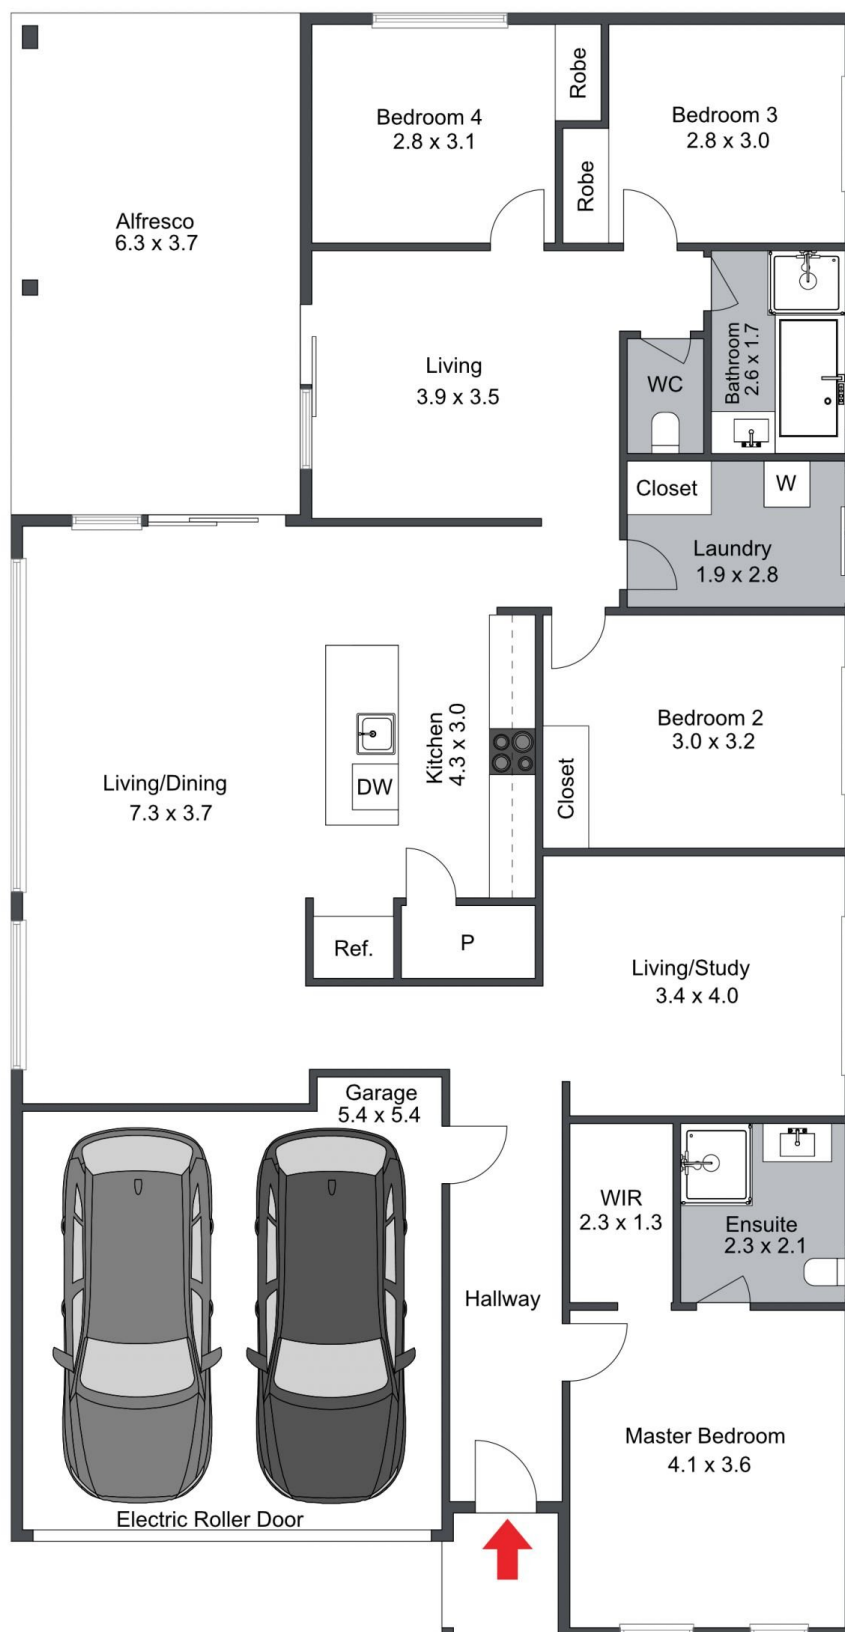 Bedroom 4
2.8 x 3.1
Robe
Bedroom 3
2.8 x 3.0
Robe
Alfresco
6.3 x 3.7
Living
3.9 x 3.5
WC
Bathroom
2.6 x 1.7
Closet
W
Laundry
1.9 x 2.8
Bedroom 2
3.0 x 3.2
Closet
Kitchen
4.3 x 3.0
DW
Living/Dining
7.3 x 3.7
Ref.
P
Living/Study
3.4 x 4.0
Garage
5.4 x 5.4
WIR
2.3 x 1.3
Ensuite
2.3 x 2.1
Hallway
Master Bedroom
4.1 x 3.6
Electric Roller Door